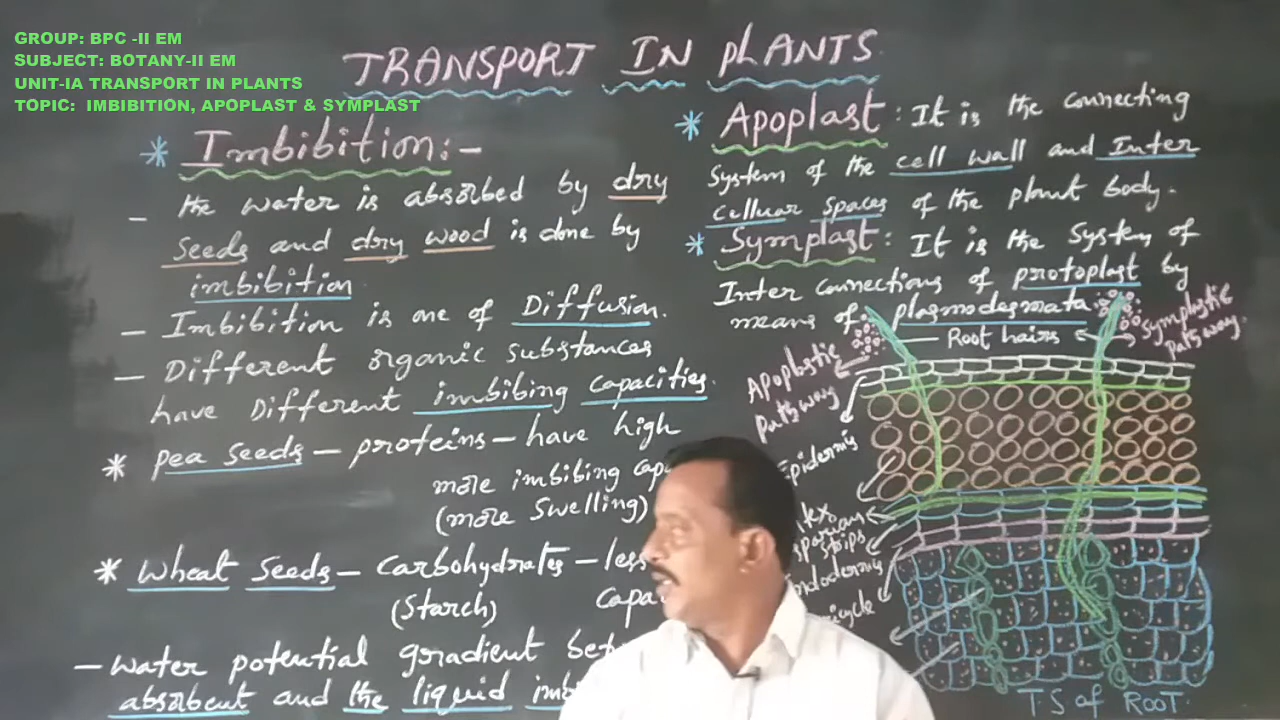 GROUP: BPC -II EM
SUBJECT: BOTANY-II EM
UNIT-IA TRANSPORT IN PLANTS
TOPIC: IMBIBITION, APOPLAST & SYMPLAST
TRANSPORT IN PLANTS
* Imbibition:-
- the water is absorbed by dry
seeds and dry wood is done by
imbibition
- Imbibition is one of Diffusion.
- Different organic substances
have Different imbibing capacities.
* pea seeds - proteins - have high
more imbibing
(more swelling)
* Wheat seeds - carbohydrates - less
(starch)
- water potential gradient
absorbent and the liquid
* Apoplast : It is the connecting
System of the cell wall and Inter
celluar spaces of the plant body.
* Symplast : It is the System of
Inter connections of protoplast by
means of plasmodesmata
Root hairs
Symplastic
pathway.
Apoplastic
pathway
Epidermis
strips
T.S of ROOT.